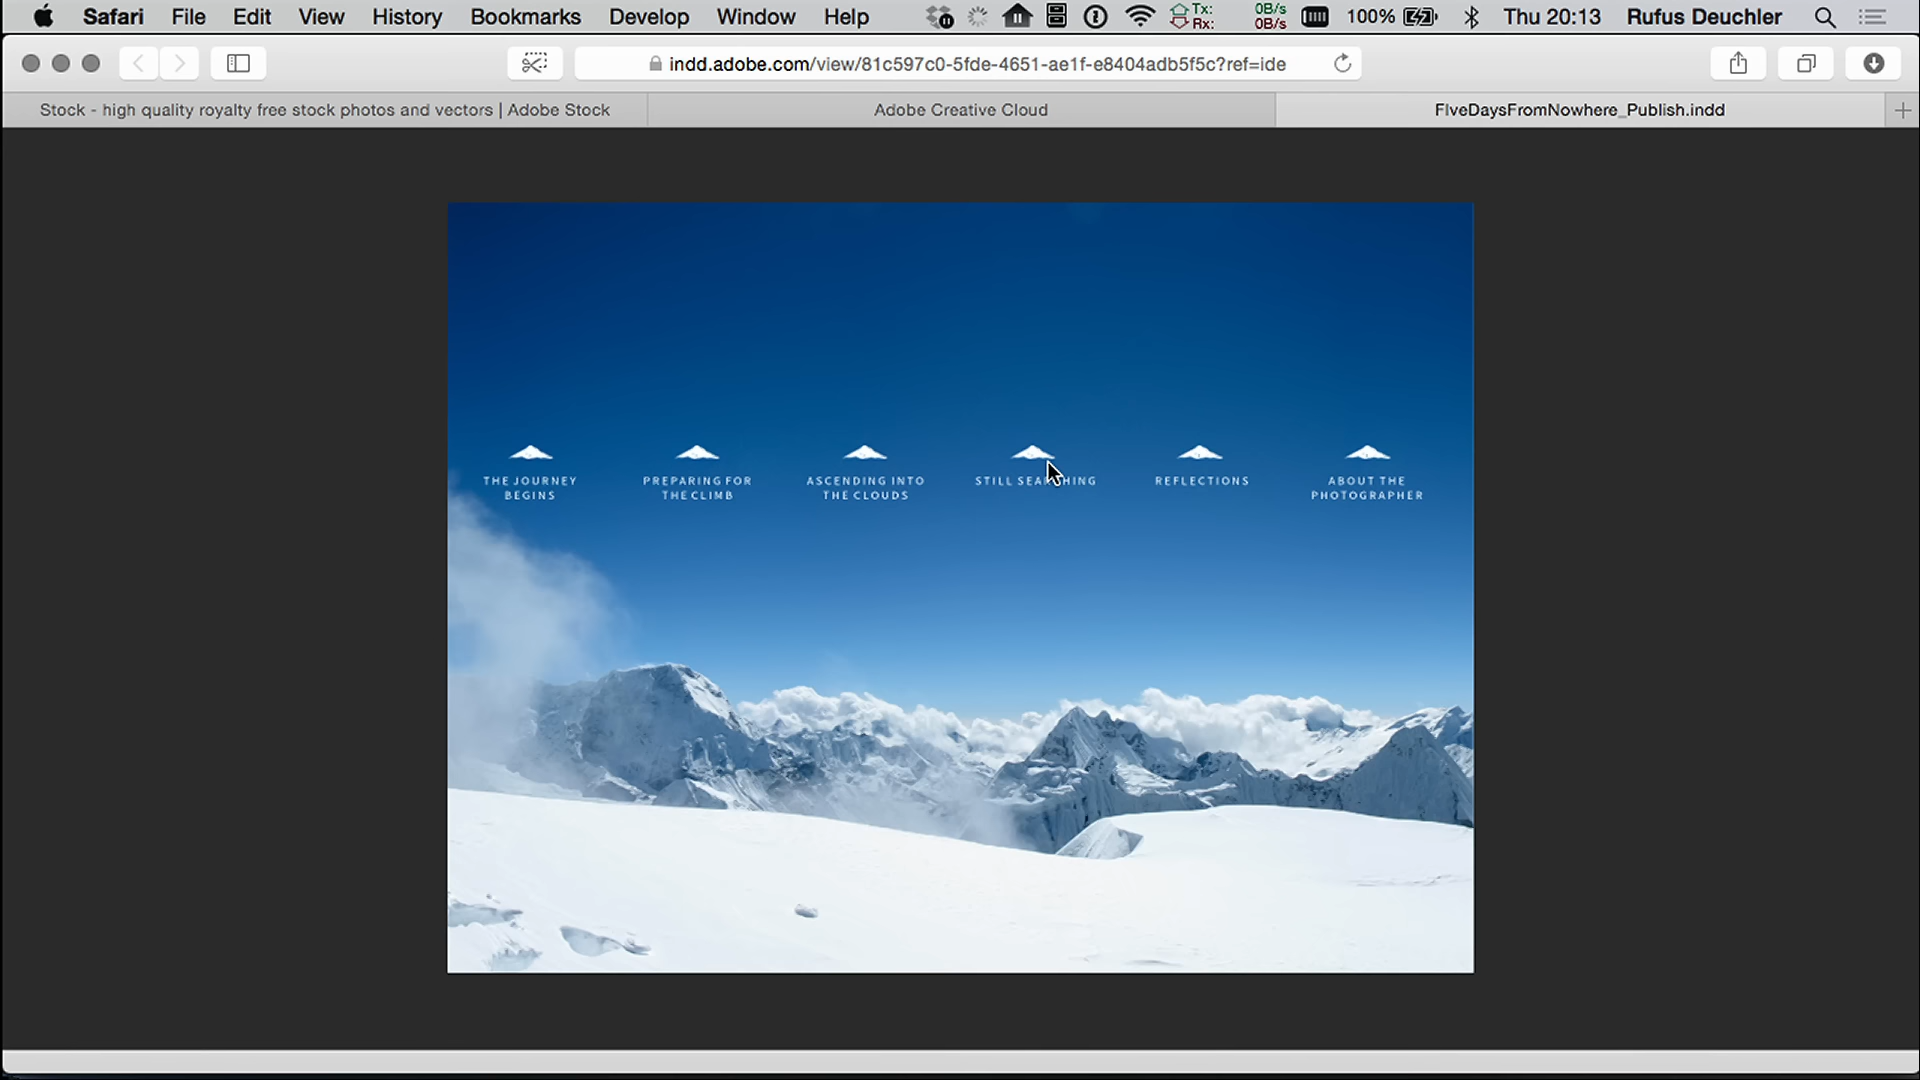 Safari File Edit View History Bookmarks Develop Window Help Tx: 0B/s Rx: 0B/s 100% Thu 20:13 Rufus Deuchler
indd.adobe.com/view/81c597c0-5fde-4651-ae1f-e8404adb5f5c?ref=ide
Stock - high quality royalty free stock photos and vectors | Adobe Stock
Adobe Creative Cloud
FIveDaysFromNowhere_Publish.indd
THE JOURNEY
BEGINS
PREPARING FOR
THE CLIMB
ASCENDING INTO
THE CLOUDS
STILL SEARCHING
REFLECTIONS
ABOUT THE
PHOTOGRAPHER